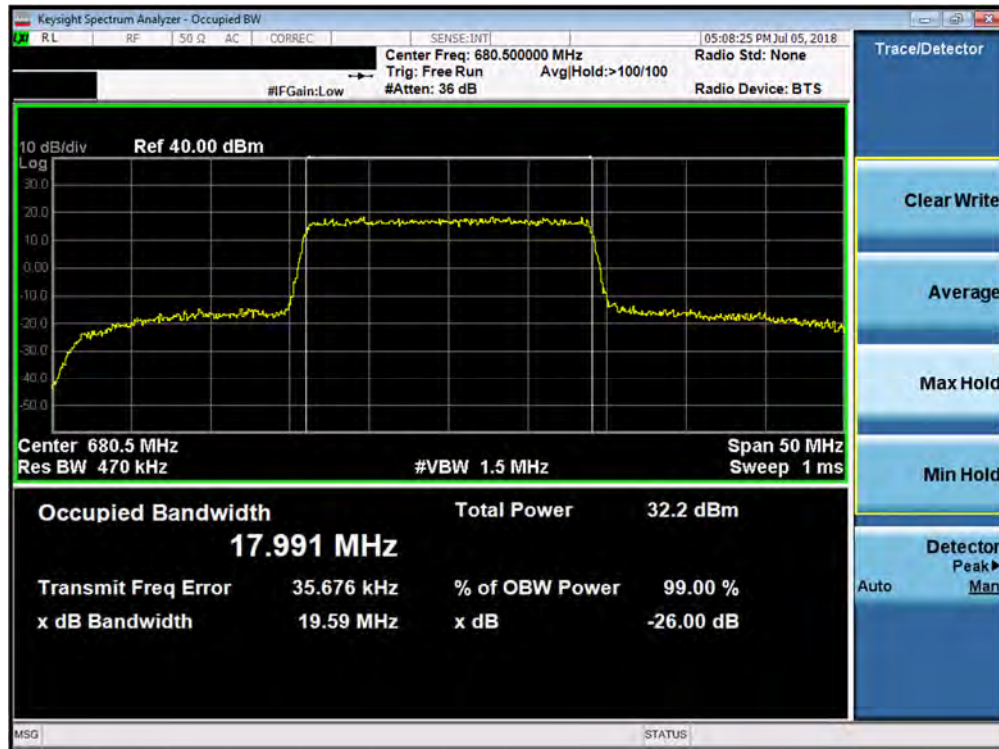 Keysight Spectrum Analyzer - Occupied BW
LXI RL RF 50 Ω AC CORREC SENSE:INT 05:08:25 PM Jul 05, 2018
Center Freq: 680.500000 MHz Radio Std: None
Trig: Free Run Avg|Hold:>100/100
#IFGain:Low #Atten: 36 dB Radio Device: BTS
Trace/Detector
10 dB/div Ref 40.00 dBm
Log
30.0
20.0
10.0
0.00
-10.0
-20.0
-30.0
-40.0
-50.0
Center 680.5 MHz Span 50 MHz
Res BW 470 kHz #VBW 1.5 MHz Sweep 1 ms
Occupied Bandwidth Total Power 32.2 dBm
17.991 MHz
Transmit Freq Error 35.676 kHz % of OBW Power 99.00 %
x dB Bandwidth 19.59 MHz x dB -26.00 dB
Clear Write
Average
Max Hold
Min Hold
Detector
Peak
Auto Man
MSG STATUS